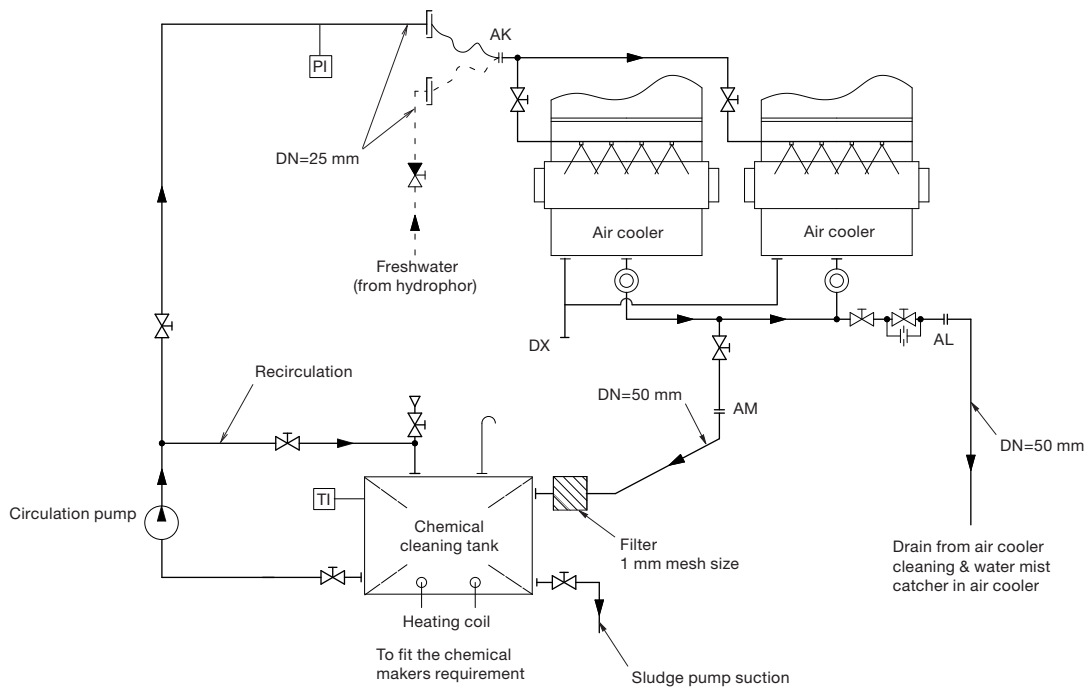 AK
PI
DN=25 mm
Freshwater
(from hydrophor)
Air cooler
Air cooler
DX
AL
Recirculation
DN=50 mm
AM
DN=50 mm
TI
Circulation pump
Chemical
cleaning tank
Filter
1 mm mesh size
Drain from air cooler
cleaning & water mist
catcher in air cooler
Heating coil
To fit the chemical
makers requirement
Sludge pump suction